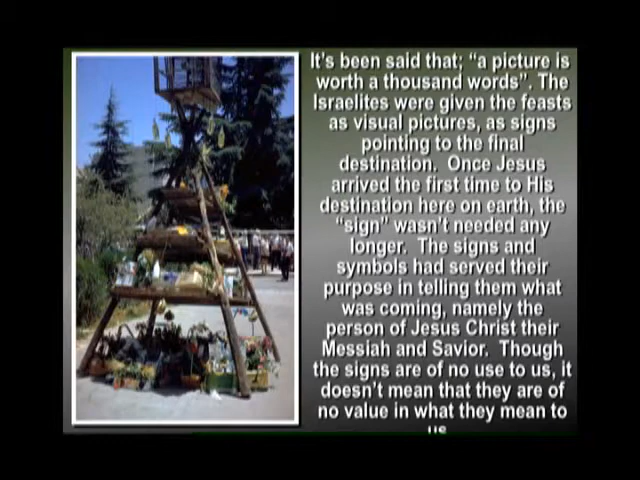 It's been said that; “a picture is
worth a thousand words”. The
Israelites were given the feasts
as visual pictures, as signs
pointing to the final
destination. Once Jesus
arrived the first time to His
destination here on earth, the
“sign” wasn't needed any
longer. The signs and
symbols had served their
purpose in telling them what
was coming, namely the
person of Jesus Christ their
Messiah and Savior. Though
the signs are of no use to us, it
doesn't mean that they are of
no value in what they mean to
us